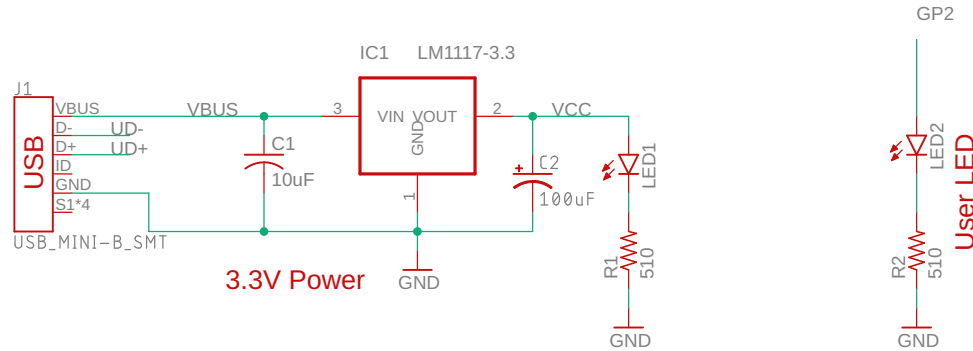 GP2
IC1 LM1117-3.3
J1
VBUS
D-
D+
ID
GND
S1*4
USB
USB_MINI-B_SMT
VBUS
UD-
UD+
C1
10uF
3
VIN VOUT
GND
2
1
VCC
C2
100uF
+
LED1
R1
510
GND
GND
3.3V Power
LED2
R2
510
GND
User LED